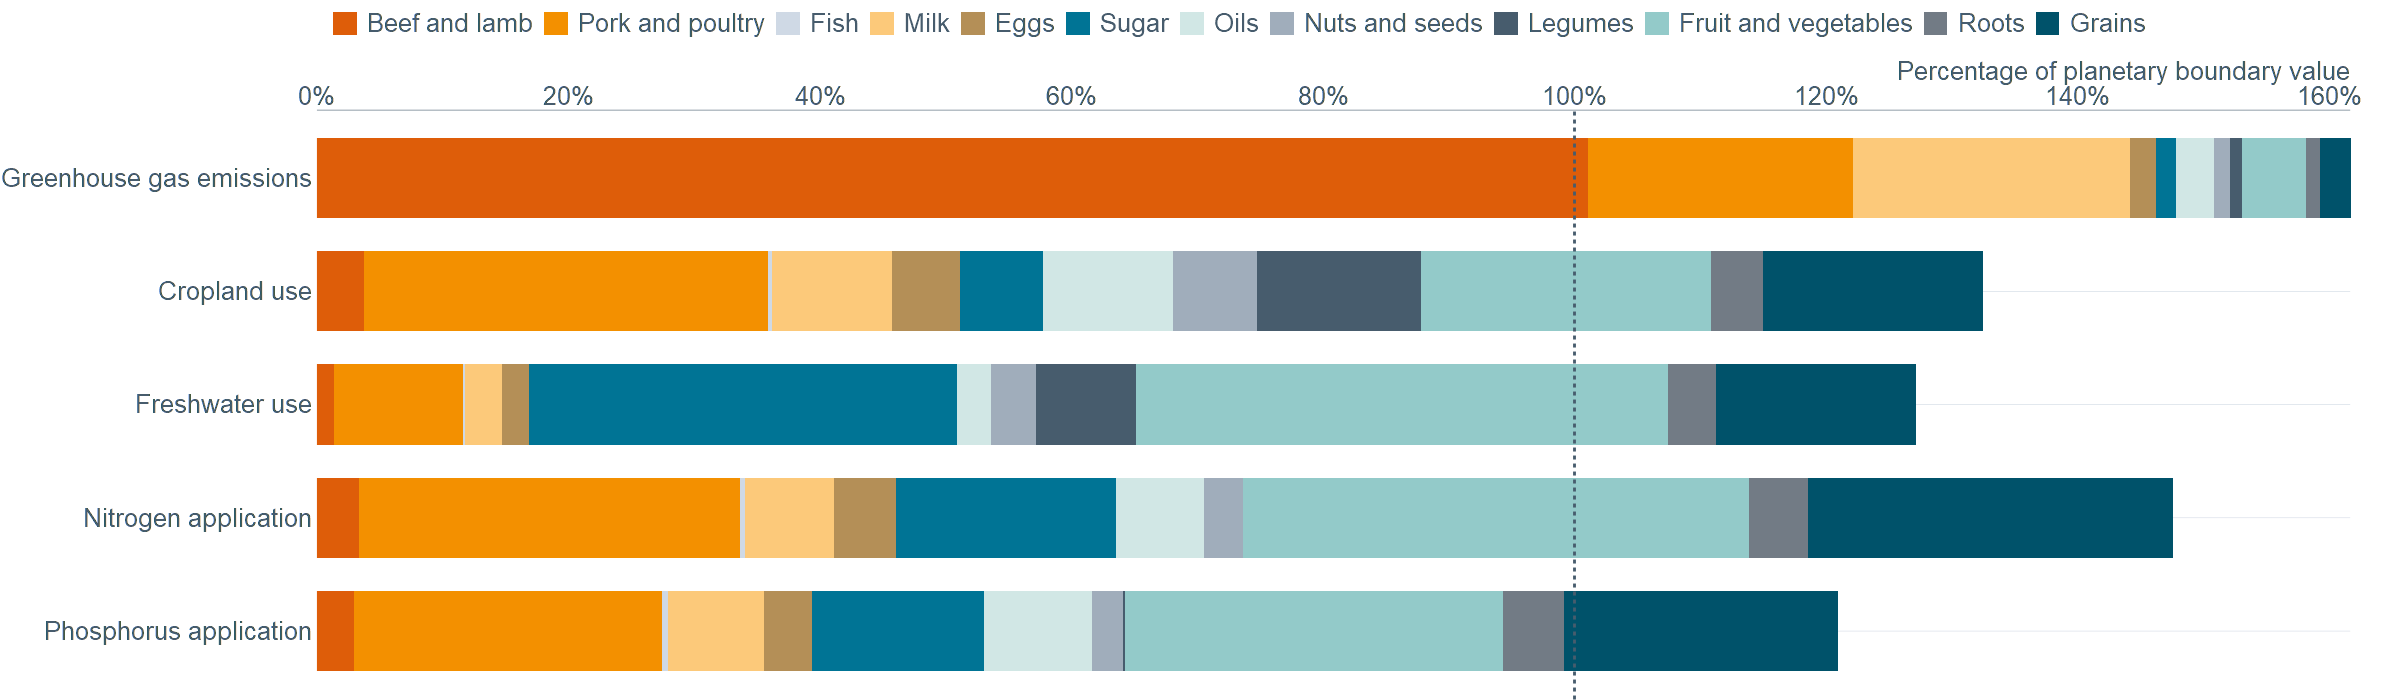 Beef and lamb Pork and poultry Fish Milk Eggs Sugar Oils Nuts and seeds Legumes Fruit and vegetables Roots Grains
Percentage of planetary boundary value
0% 20% 40% 60% 80% 100% 120% 140% 160%
Greenhouse gas emissions
Cropland use
Freshwater use
Nitrogen application
Phosphorus application